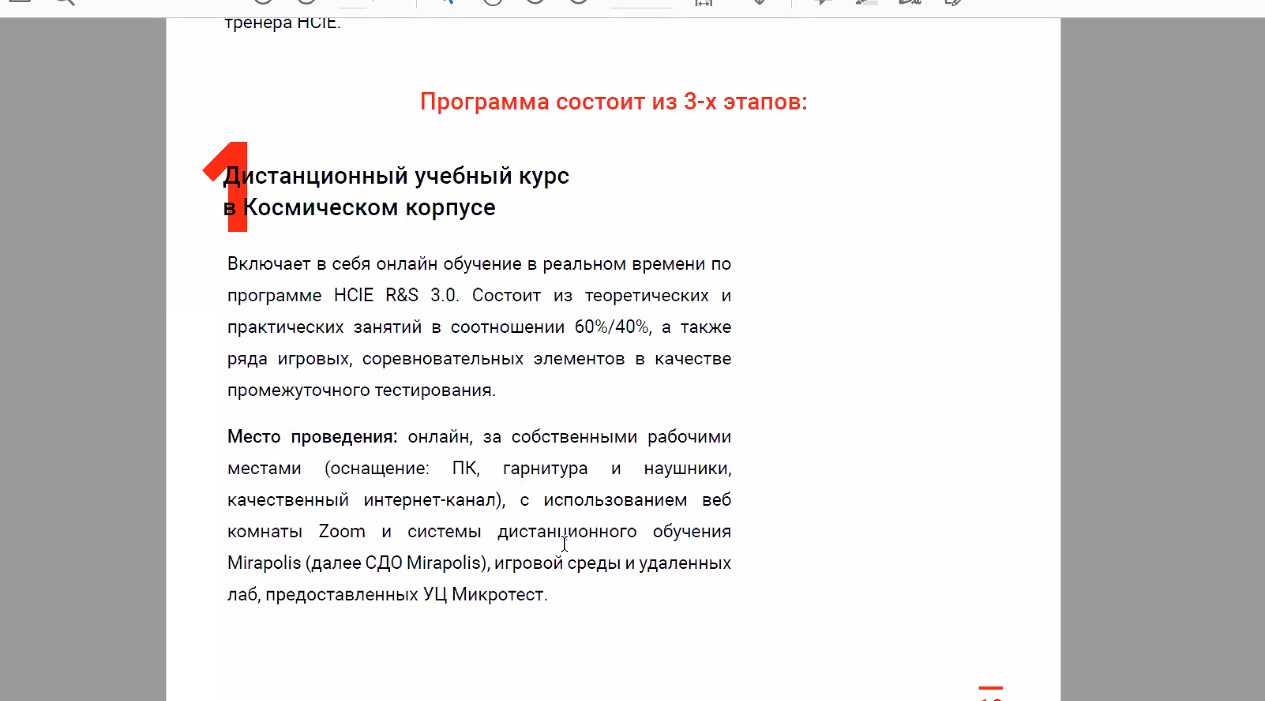 тренера HCIE.
Программа состоит из 3-х этапов:
1
Дистанционный учебный курс
в Космическом корпусе
Включает в себя онлайн обучение в реальном времени по
программе HCIE R&S 3.0. Состоит из теоретических и
практических занятий в соотношении 60%/40%, а также
ряда игровых, соревновательных элементов в качестве
промежуточного тестирования.
Место проведения: онлайн, за собственными рабочими
местами (оснащение: ПК, гарнитура и наушники,
качественный интернет-канал), с использованием веб
комнаты Zoom и системы дистанционного обучения
Mirapolis (далее СДО Mirapolis), игровой среды и удаленных
лаб, предоставленных УЦ Микротест.